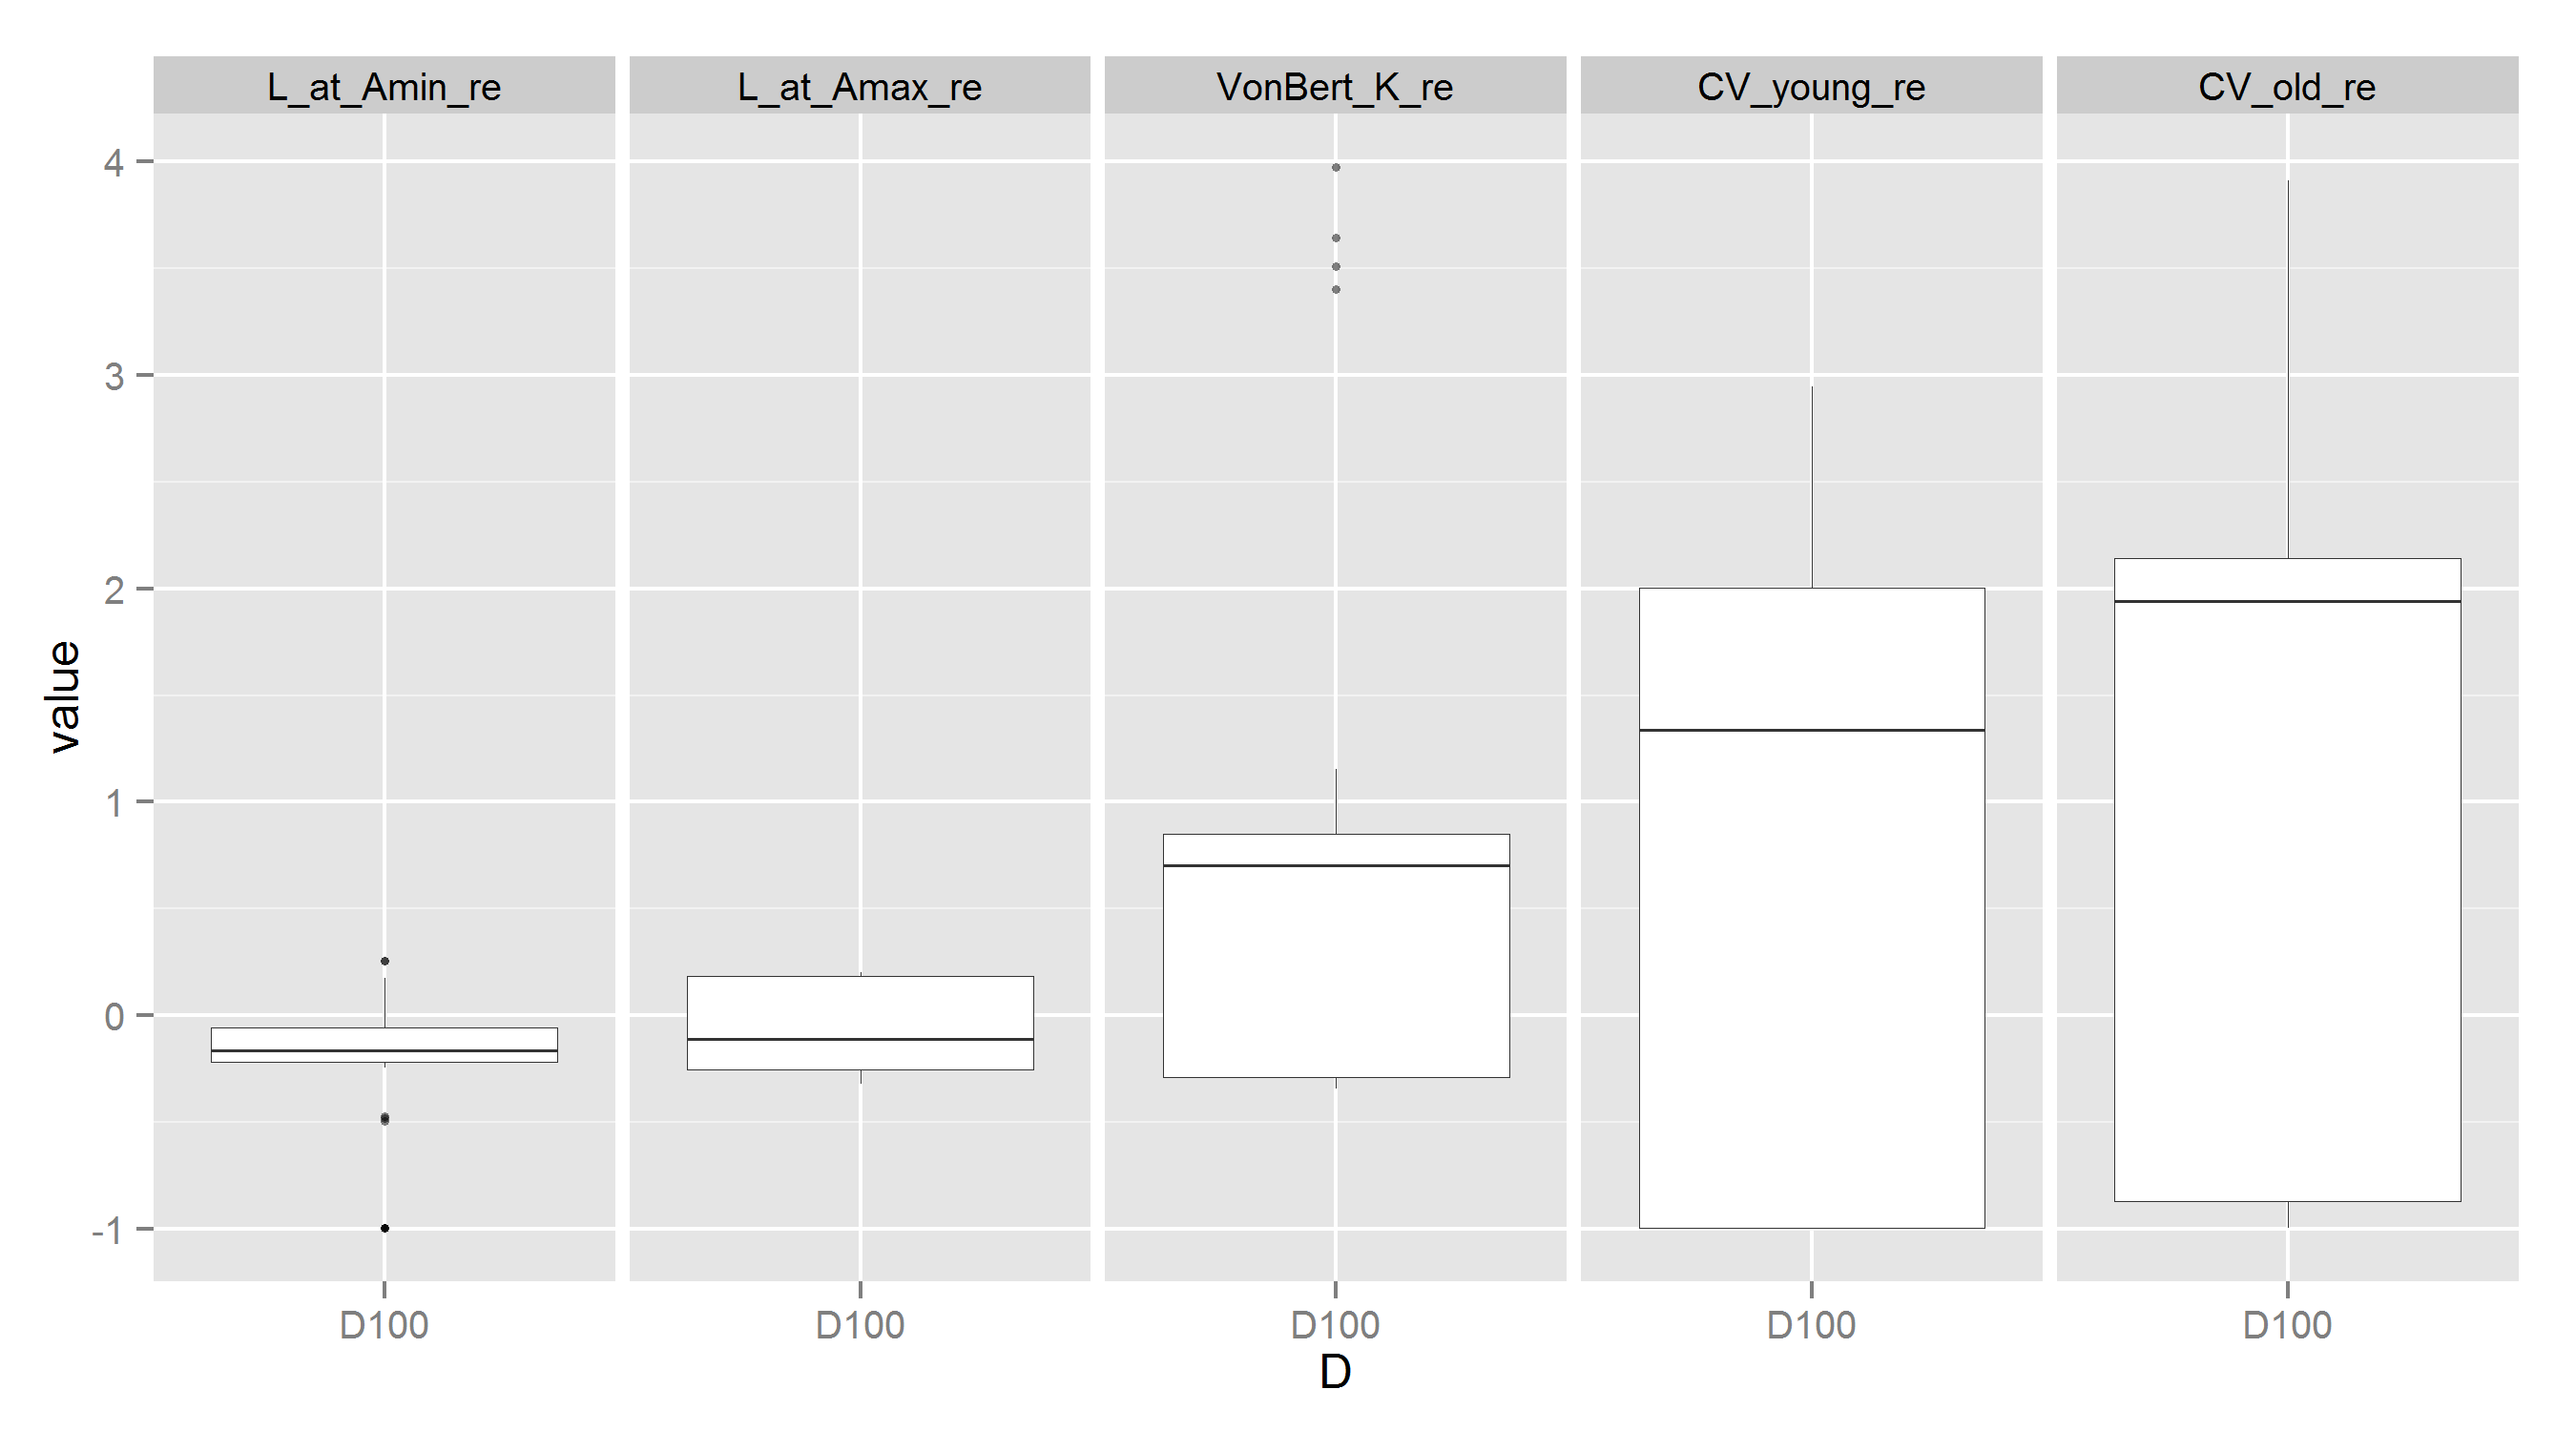 L_at_Amin_re L_at_Amax_re VonBert_K_re CV_young_re CV_old_re
4
3
2
1
0
-1
value
D100 D100 D100 D100 D100
D